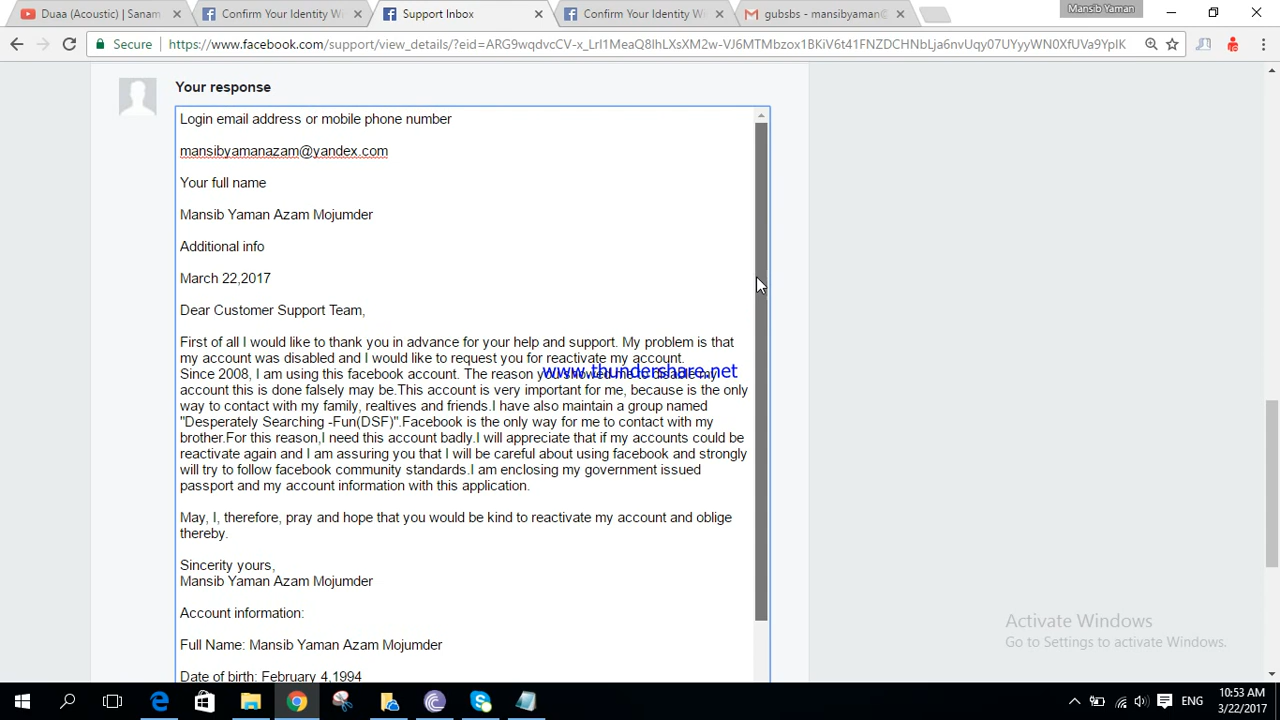 Duaa (Acoustic) | Sanam
Confirm Your Identity Wi
Support Inbox
Confirm Your Identity Wi
gubsbs - mansibyaman@
Mansib Yaman
Secure
https://www.facebook.com/support/view_details/?eid=ARG9wqdvcCV-x_LrI1MeaQ8lhLXsXM2w-VJ6MTMbzsx1BKiV6t41FNZDCHNbLja6nvUqy07UYyyWN0XfUVa9YpIK
Your response
Login email address or mobile phone number
mansibyamanazam@yandex.com
Your full name
Mansib Yaman Azam Mojumder
Additional info
March 22,2017
Dear Customer Support Team,
First of all I would like to thank you in advance for your help and support. My problem is that
my account was disabled and I would like to request you for reactivate my account.
Since 2008, I am using this facebook account. The reason you showed me to disable my
www.thundershare.net
account this is done falsely may be.This account is very important for me, because is the only
way to contact with my family, realtives and friends.I have also maintain a group named
"Desperately Searching -Fun(DSF)".Facebook is the only way for me to contact with my
brother.For this reason,I need this account badly.I will appreciate that if my accounts could be
reactivate again and I am assuring you that I will be careful about using facebook and strongly
will try to follow facebook community standards.I am enclosing my government issued
passport and my account information with this application.
May, I, therefore, pray and hope that you would be kind to reactivate my account and oblige
thereby.
Sincerity yours,
Mansib Yaman Azam Mojumder
Account information:
Full Name: Mansib Yaman Azam Mojumder
Date of birth: February 4,1994
Activate Windows
Go to Settings to activate Windows.
ENG
10:53 AM
3/22/2017